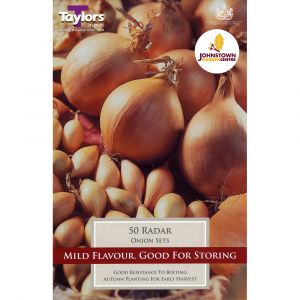 Taylors
BULBS
JOHNSTOWN
GARDEN CENTRE
50 RADAR
ONION SETS
MILD FLAVOUR, GOOD FOR STORING
GOOD RESISTANCE TO BOLTING
AUTUMN PLANTING FOR EARLY HARVEST